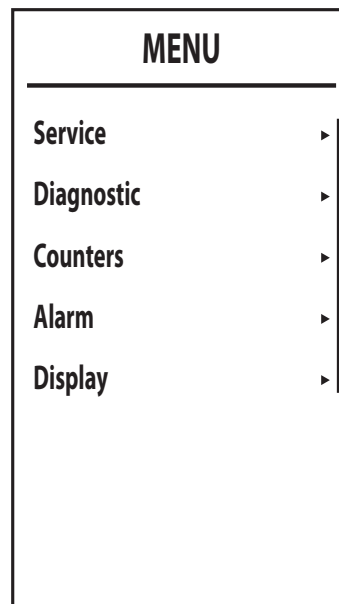 MENU
Service
Diagnostic
Counters
Alarm
Display